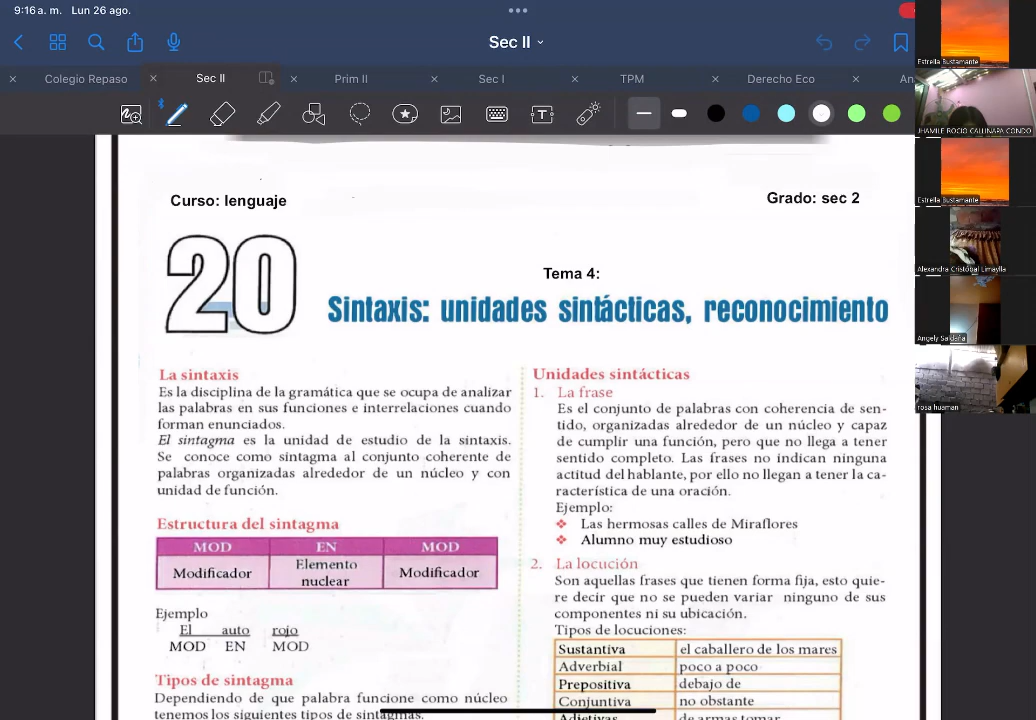 9:16 a. m. Lun 26 ago.
Sec II
Colegio Repaso
Sec II
Prim II
Sec I
TPM
Derecho Eco
An
Curso: lenguaje
Grado: sec 2
20
Tema 4:
Sintaxis: unidades sintácticas, reconocimiento
La sintaxis
Es la disciplina de la gramática que se ocupa de analizar
las palabras en sus funciones e interrelaciones cuando
forman enunciados.
El sintagma es la unidad de estudio de la sintaxis.
Se conoce como sintagma al conjunto coherente de
palabras organizadas alrededor de un núcleo y con
unidad de función.
Estructura del sintagma
MOD EN MOD
Modificador Elemento nuclear Modificador
Ejemplo
El auto rojo
MOD EN MOD
Tipos de sintagma
Dependiendo de que palabra funcione como núcleo
tenemos los siguientes tipos de sintagmas.
Unidades sintácticas
1. La frase
Es el conjunto de palabras con coherencia de sen-
tido, organizadas alrededor de un núcleo y capaz
de cumplir una función, pero que no llega a tener
sentido completo. Las frases no indican ninguna
actitud del hablante, por ello no llegan a tener la ca-
racterística de una oración.
Ejemplo:
❖ Las hermosas calles de Miraflores
❖ Alumno muy estudioso
2. La locución
Son aquellas frases que tienen forma fija, esto quie-
re decir que no se pueden variar ninguno de sus
componentes ni su ubicación.
Tipos de locuciones:
Sustantiva el caballero de los mares
Adverbial poco a poco
Prepositiva debajo de
Conjuntiva no obstante
Adjetivas de armas tomar
Estrella Bustamante
JHAMILE ROCIO CALLINAPA CONDO
Estrella Bustamante
Alexandra Cristóbal Limaylla
Angely Saldaña
rosa huaman